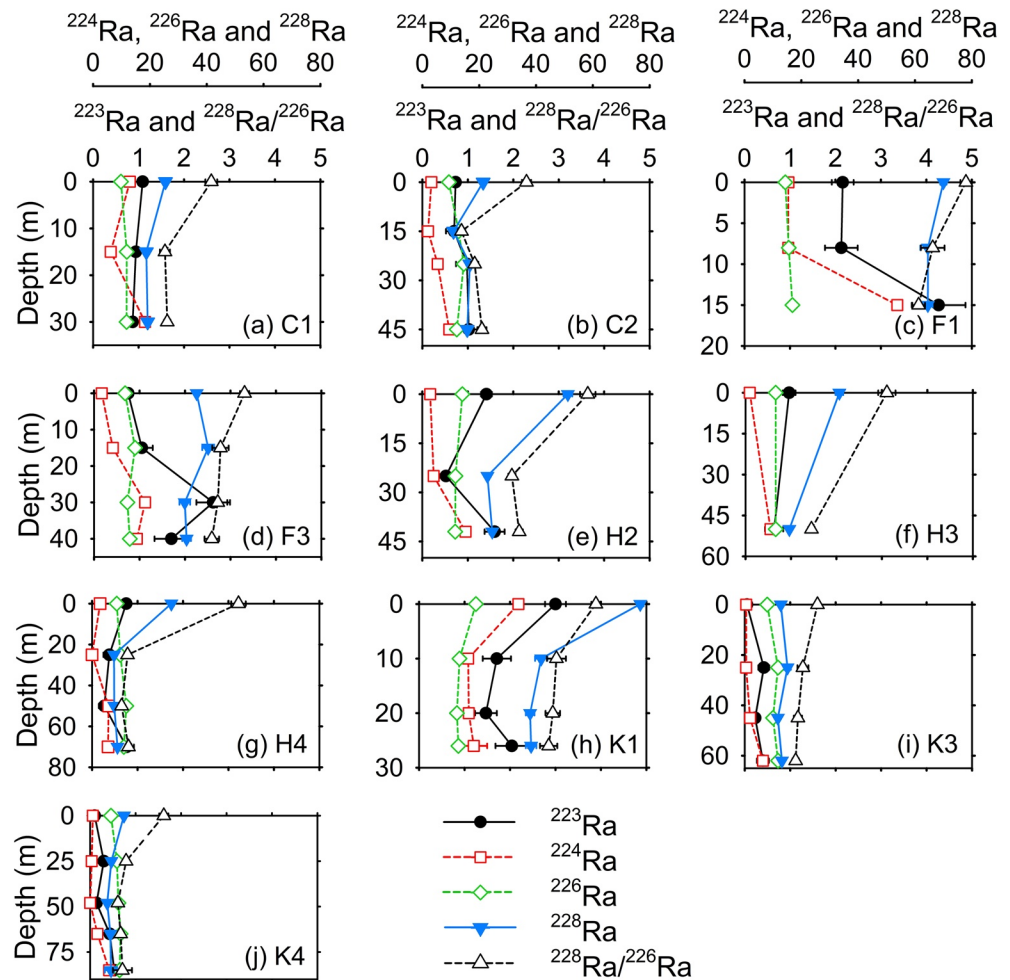 ²²⁴Ra, ²²⁶Ra and ²²⁸Ra ²²⁴Ra, ²²⁶Ra and ²²⁸Ra ²²⁴Ra, ²²⁶Ra and ²²⁸Ra
0 20 40 60 80 0 20 40 60 80 0 20 40 60 80
²²³Ra and ²²⁸Ra/²²⁶Ra ²²³Ra and ²²⁸Ra/²²⁶Ra ²²³Ra and ²²⁸Ra/²²⁶Ra
0 1 2 3 4 5 0 1 2 3 4 5 0 1 2 3 4 5
Depth (m)
0
10
20
30
(a) C1
0
15
30
45
(b) C2
0
5
10
15
20
(c) F1
Depth (m)
0
10
20
30
40
(d) F3
0
15
30
45
(e) H2
0
15
30
45
60
(f) H3
Depth (m)
0
20
40
60
80
(g) H4
0
10
20
30
(h) K1
0
20
40
60
(i) K3
Depth (m)
0
25
50
75
(j) K4
²²³Ra
²²⁴Ra
²²⁶Ra
²²⁸Ra
²²⁸Ra/²²⁶Ra